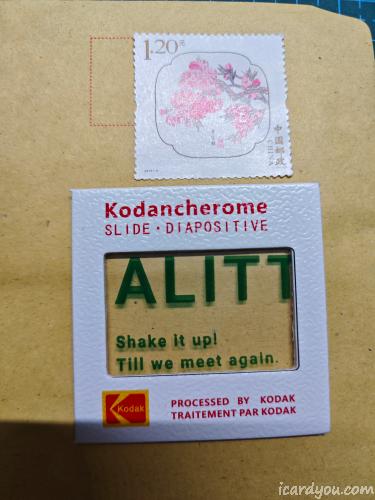 1.20元
中国邮政
CHINA
Kodancherome
SLIDE · DIAPOSITIVE
ALITT
Shake it up!
Till we meet again.
Kodak
PROCESSED BY KODAK
TRAITEMENT PAR KODAK
icardyou.com